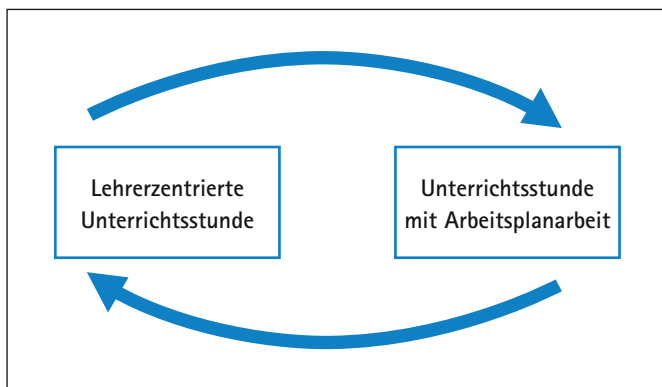 Lehrerzentrierte
Unterrichtsstunde
Unterrichtsstunde
mit Arbeitsplanarbeit